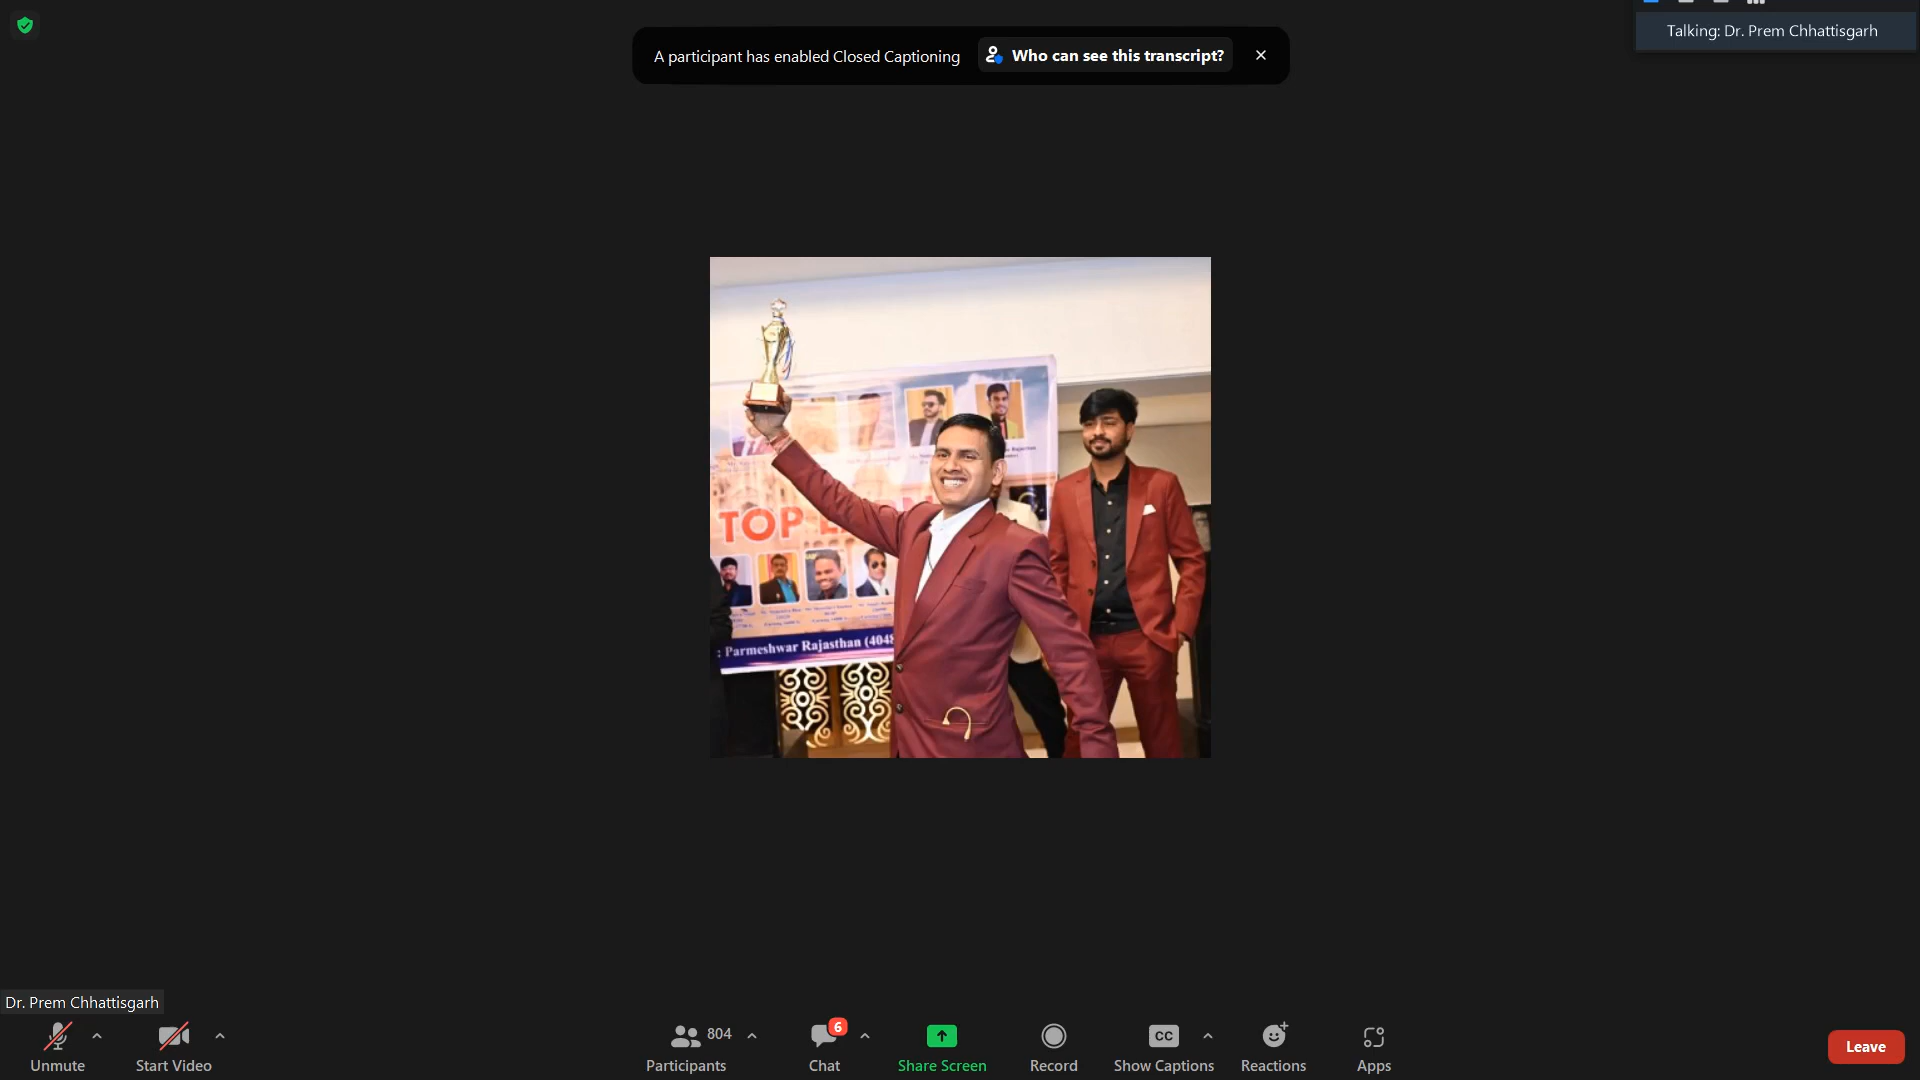 Talking: Dr. Prem Chhattisgarh
A participant has enabled Closed Captioning
Who can see this transcript?
TOP
: Parmeshwar Rajasthan (4048
Dr. Prem Chhattisgarh
Unmute
Start Video
804
Participants
6
Chat
Share Screen
Record
CC
Show Captions
Reactions
Apps
Leave